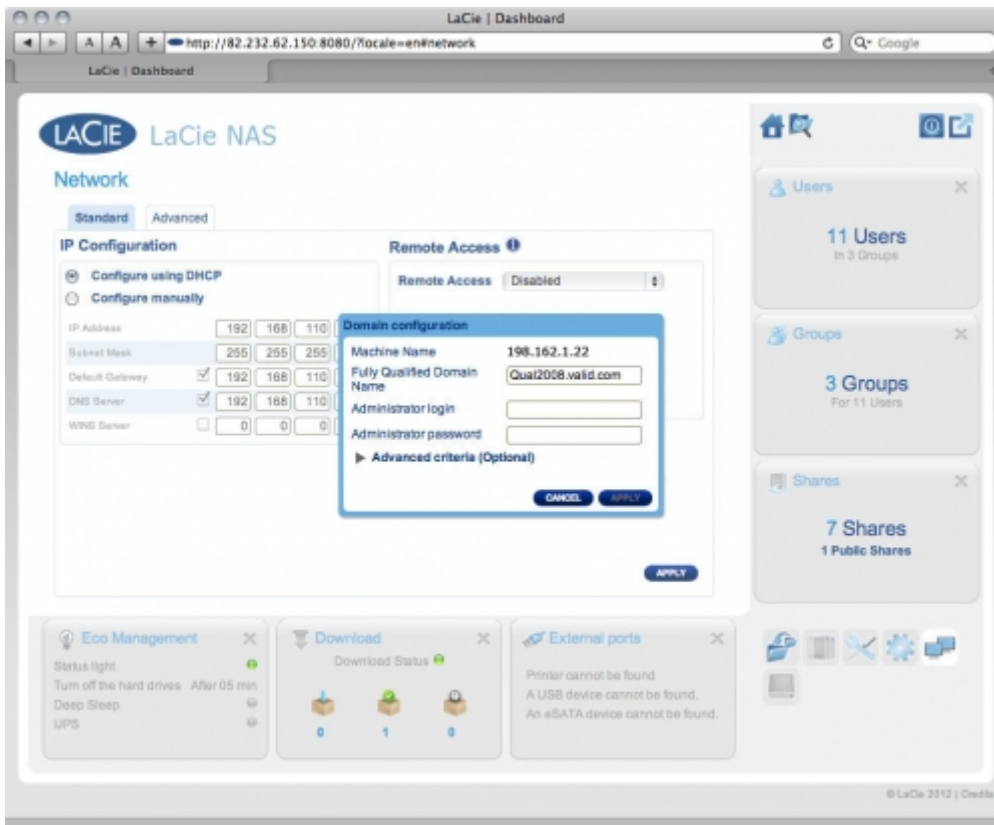 LaCie | Dashboard
A A + http://82.232.62.150:8080/?locale=en#network Google
LaCie | Dashboard
LACIE LaCie NAS
Network
Standard Advanced
IP Configuration
Configure using DHCP
Configure manually
IP Address 192 168 110
Subnet Mask 255 255 255
Default Gateway 192 168 110
DNS Server 192 168 110
WINS Server 0 0 0
Remote Access
Remote Access Disabled
Domain configuration
Machine Name 198.162.1.22
Fully Qualified Domain Name Qual2008.valid.com
Administrator login
Administrator password
Advanced criteria (Optional)
CANCEL APPLY
APPLY
Users
11 Users
In 3 Groups
Groups
3 Groups
For 11 Users
Shares
7 Shares
1 Public Shares
Eco Management
Status light
Turn off the hard drives After 05 min
Deep Sleep
UPS
Download
Download Status
0 1 0
External ports
Printer cannot be found
A USB device cannot be found.
An eSATA device cannot be found.
© LaCie 2012 | Credits